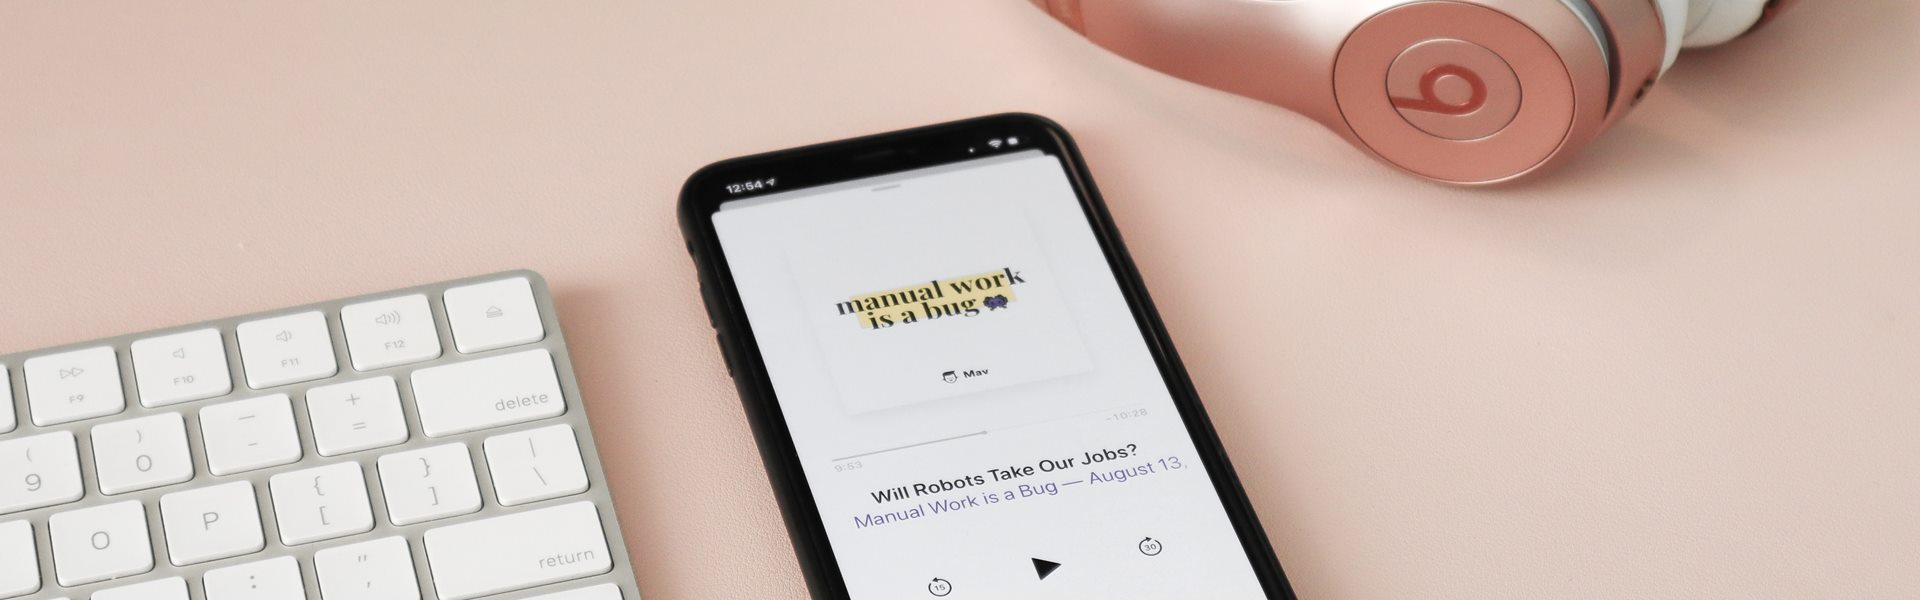 12:54
manual work
is a bug
Mav
9:53
-10:28
Will Robots Take Our Jobs?
Manual Work is a Bug — August 13,
15
30
F9
F10
F11
F12
( 9
) 0
— -
+ =
delete
O
P
{ [
} ]
| \
: 
" ,
return
b